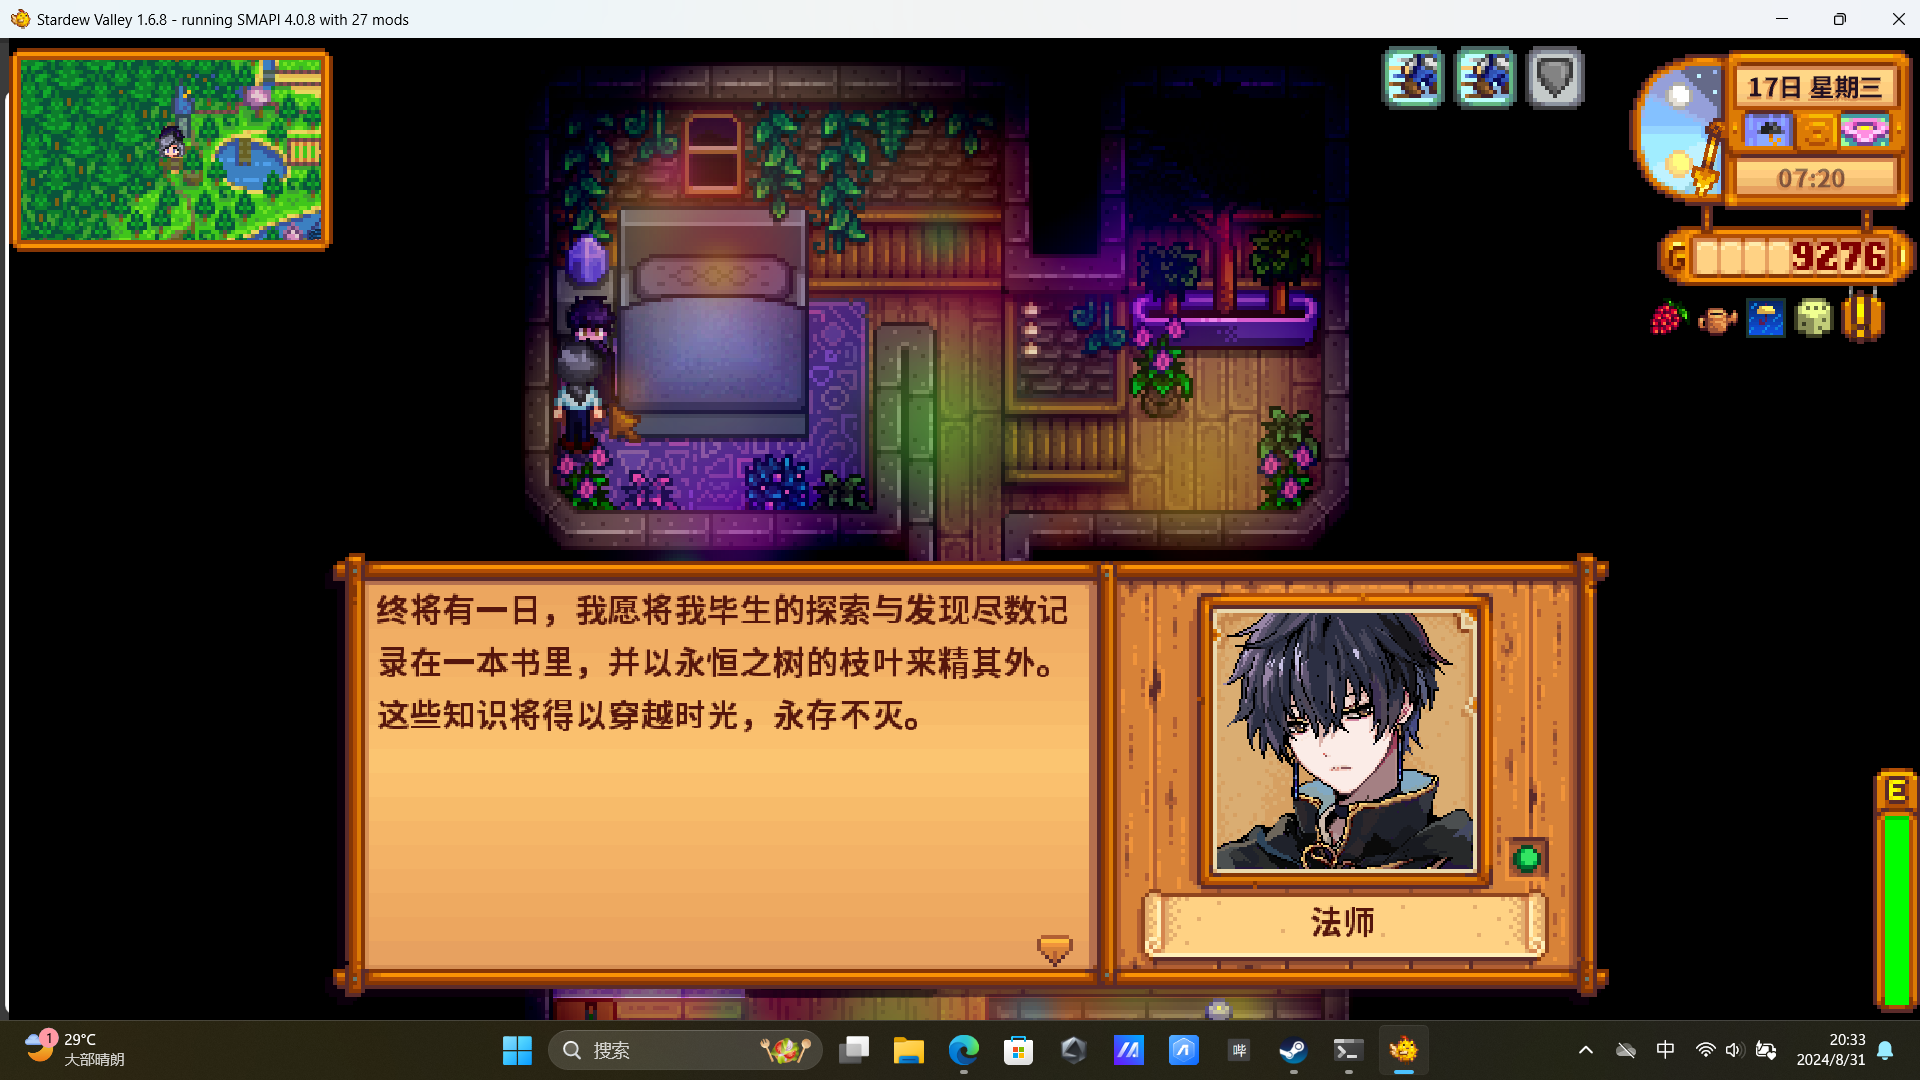 Stardew Valley 1.6.8 - running SMAPI 4.0.8 with 27 mods
17日 星期三
07:20
G 9276
终将有一日，我愿将我毕生的探索与发现尽数记
录在一本书里，并以永恒之树的枝叶来精其外。
这些知识将得以穿越时光，永存不灭。
法师
E
1
29°C
大部晴朗
搜索
哔
中
20:33
2024/8/31